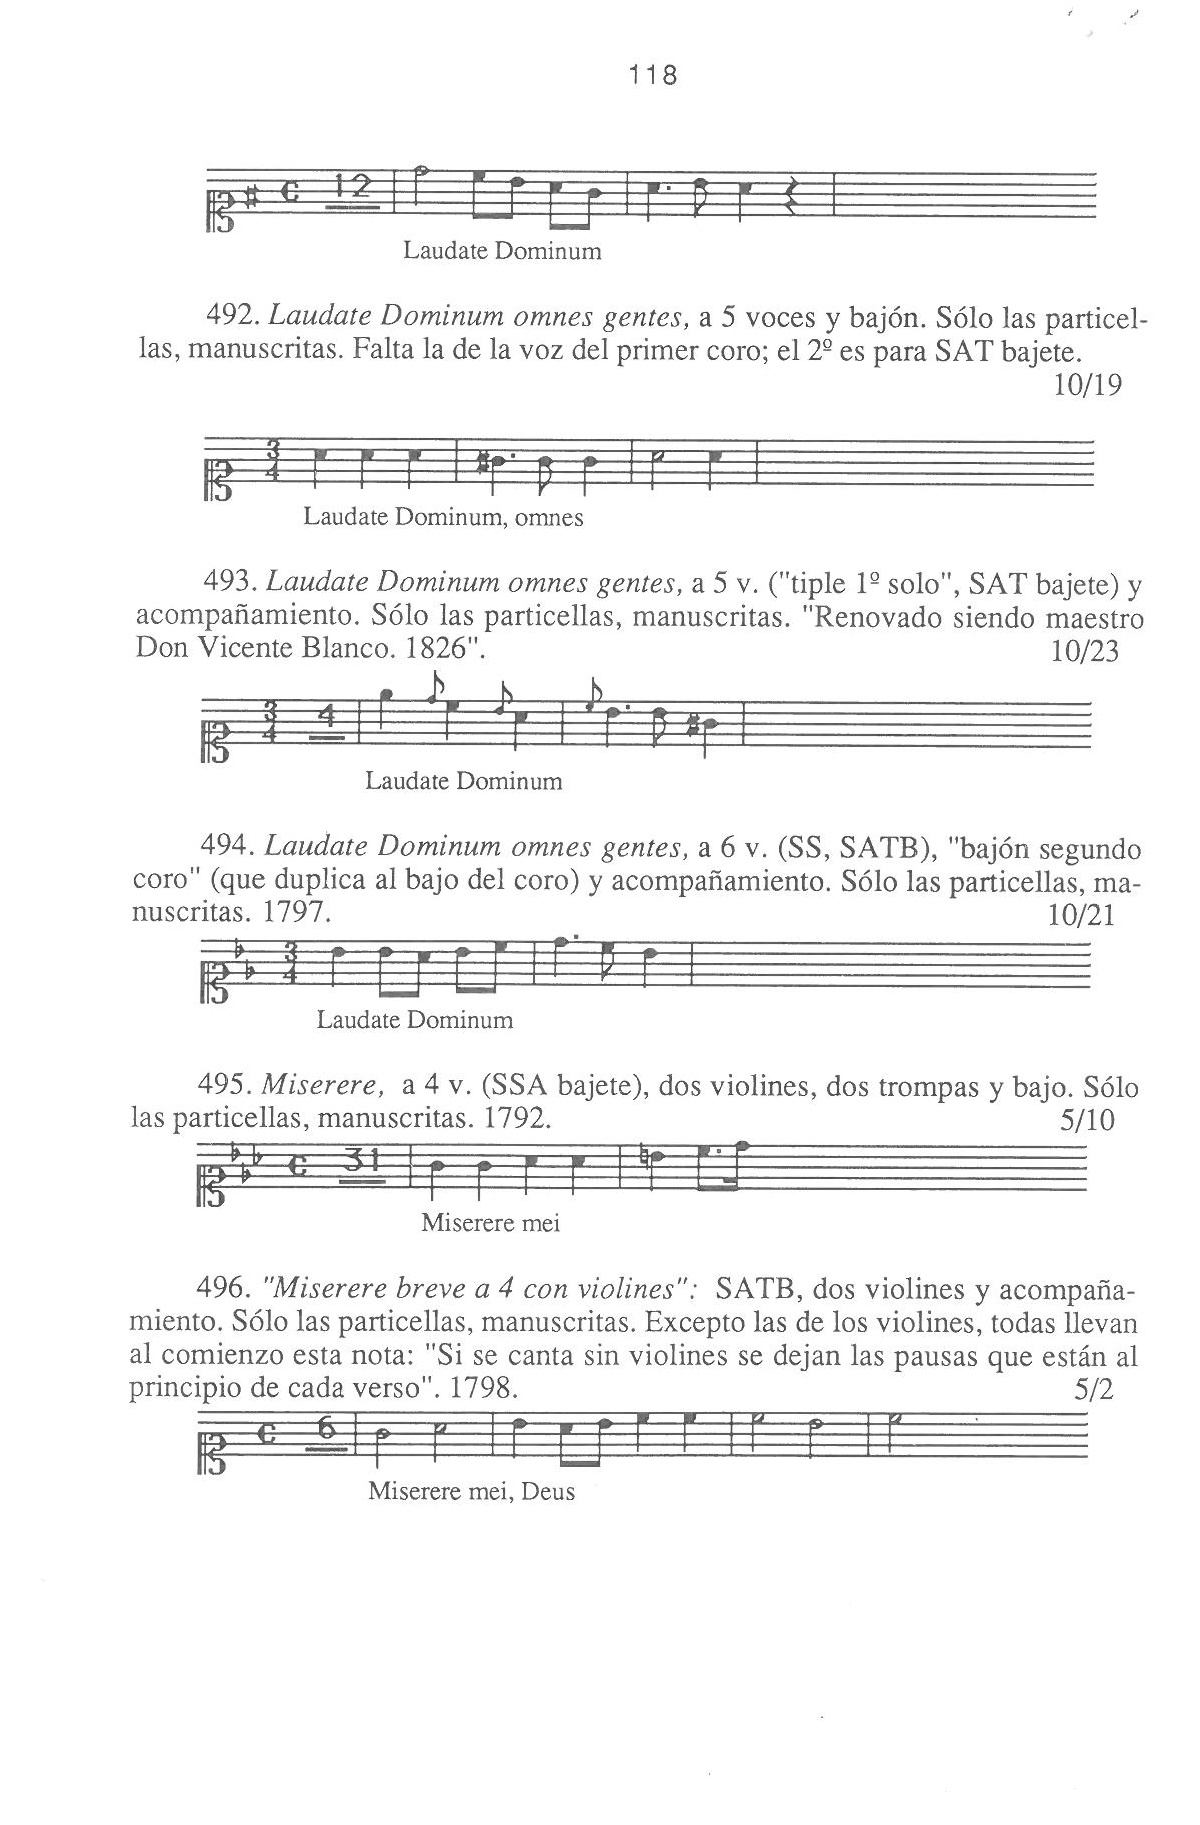 118
12
Laudate Dominum
492. Laudate Dominum omnes gentes, a 5 voces y bajón. Sólo las particel-
las, manuscritas. Falta la de la voz del primer coro; el 2º es para SAT bajete.
10/19
3
4
Laudate Dominum, omnes
493. Laudate Dominum omnes gentes, a 5 v. ("tiple 1º solo", SAT bajete) y
acompañamiento. Sólo las particellas, manuscritas. "Renovado siendo maestro
Don Vicente Blanco. 1826". 10/23
3
4 4
Laudate Dominum
494. Laudate Dominum omnes gentes, a 6 v. (SS, SATB), "bajón segundo
coro" (que duplica al bajo del coro) y acompañamiento. Sólo las particellas, ma-
nuscritas. 1797. 10/21
3
4
Laudate Dominum
495. Miserere, a 4 v. (SSA bajete), dos violines, dos trompas y bajo. Sólo
las particellas, manuscritas. 1792. 5/10
31
Miserere mei
496. "Miserere breve a 4 con violines": SATB, dos violines y acompaña-
miento. Sólo las particellas, manuscritas. Excepto las de los violines, todas llevan
al comienzo esta nota: "Si se canta sin violines se dejan las pausas que están al
principio de cada verso". 1798. 5/2
6
Miserere mei, Deus